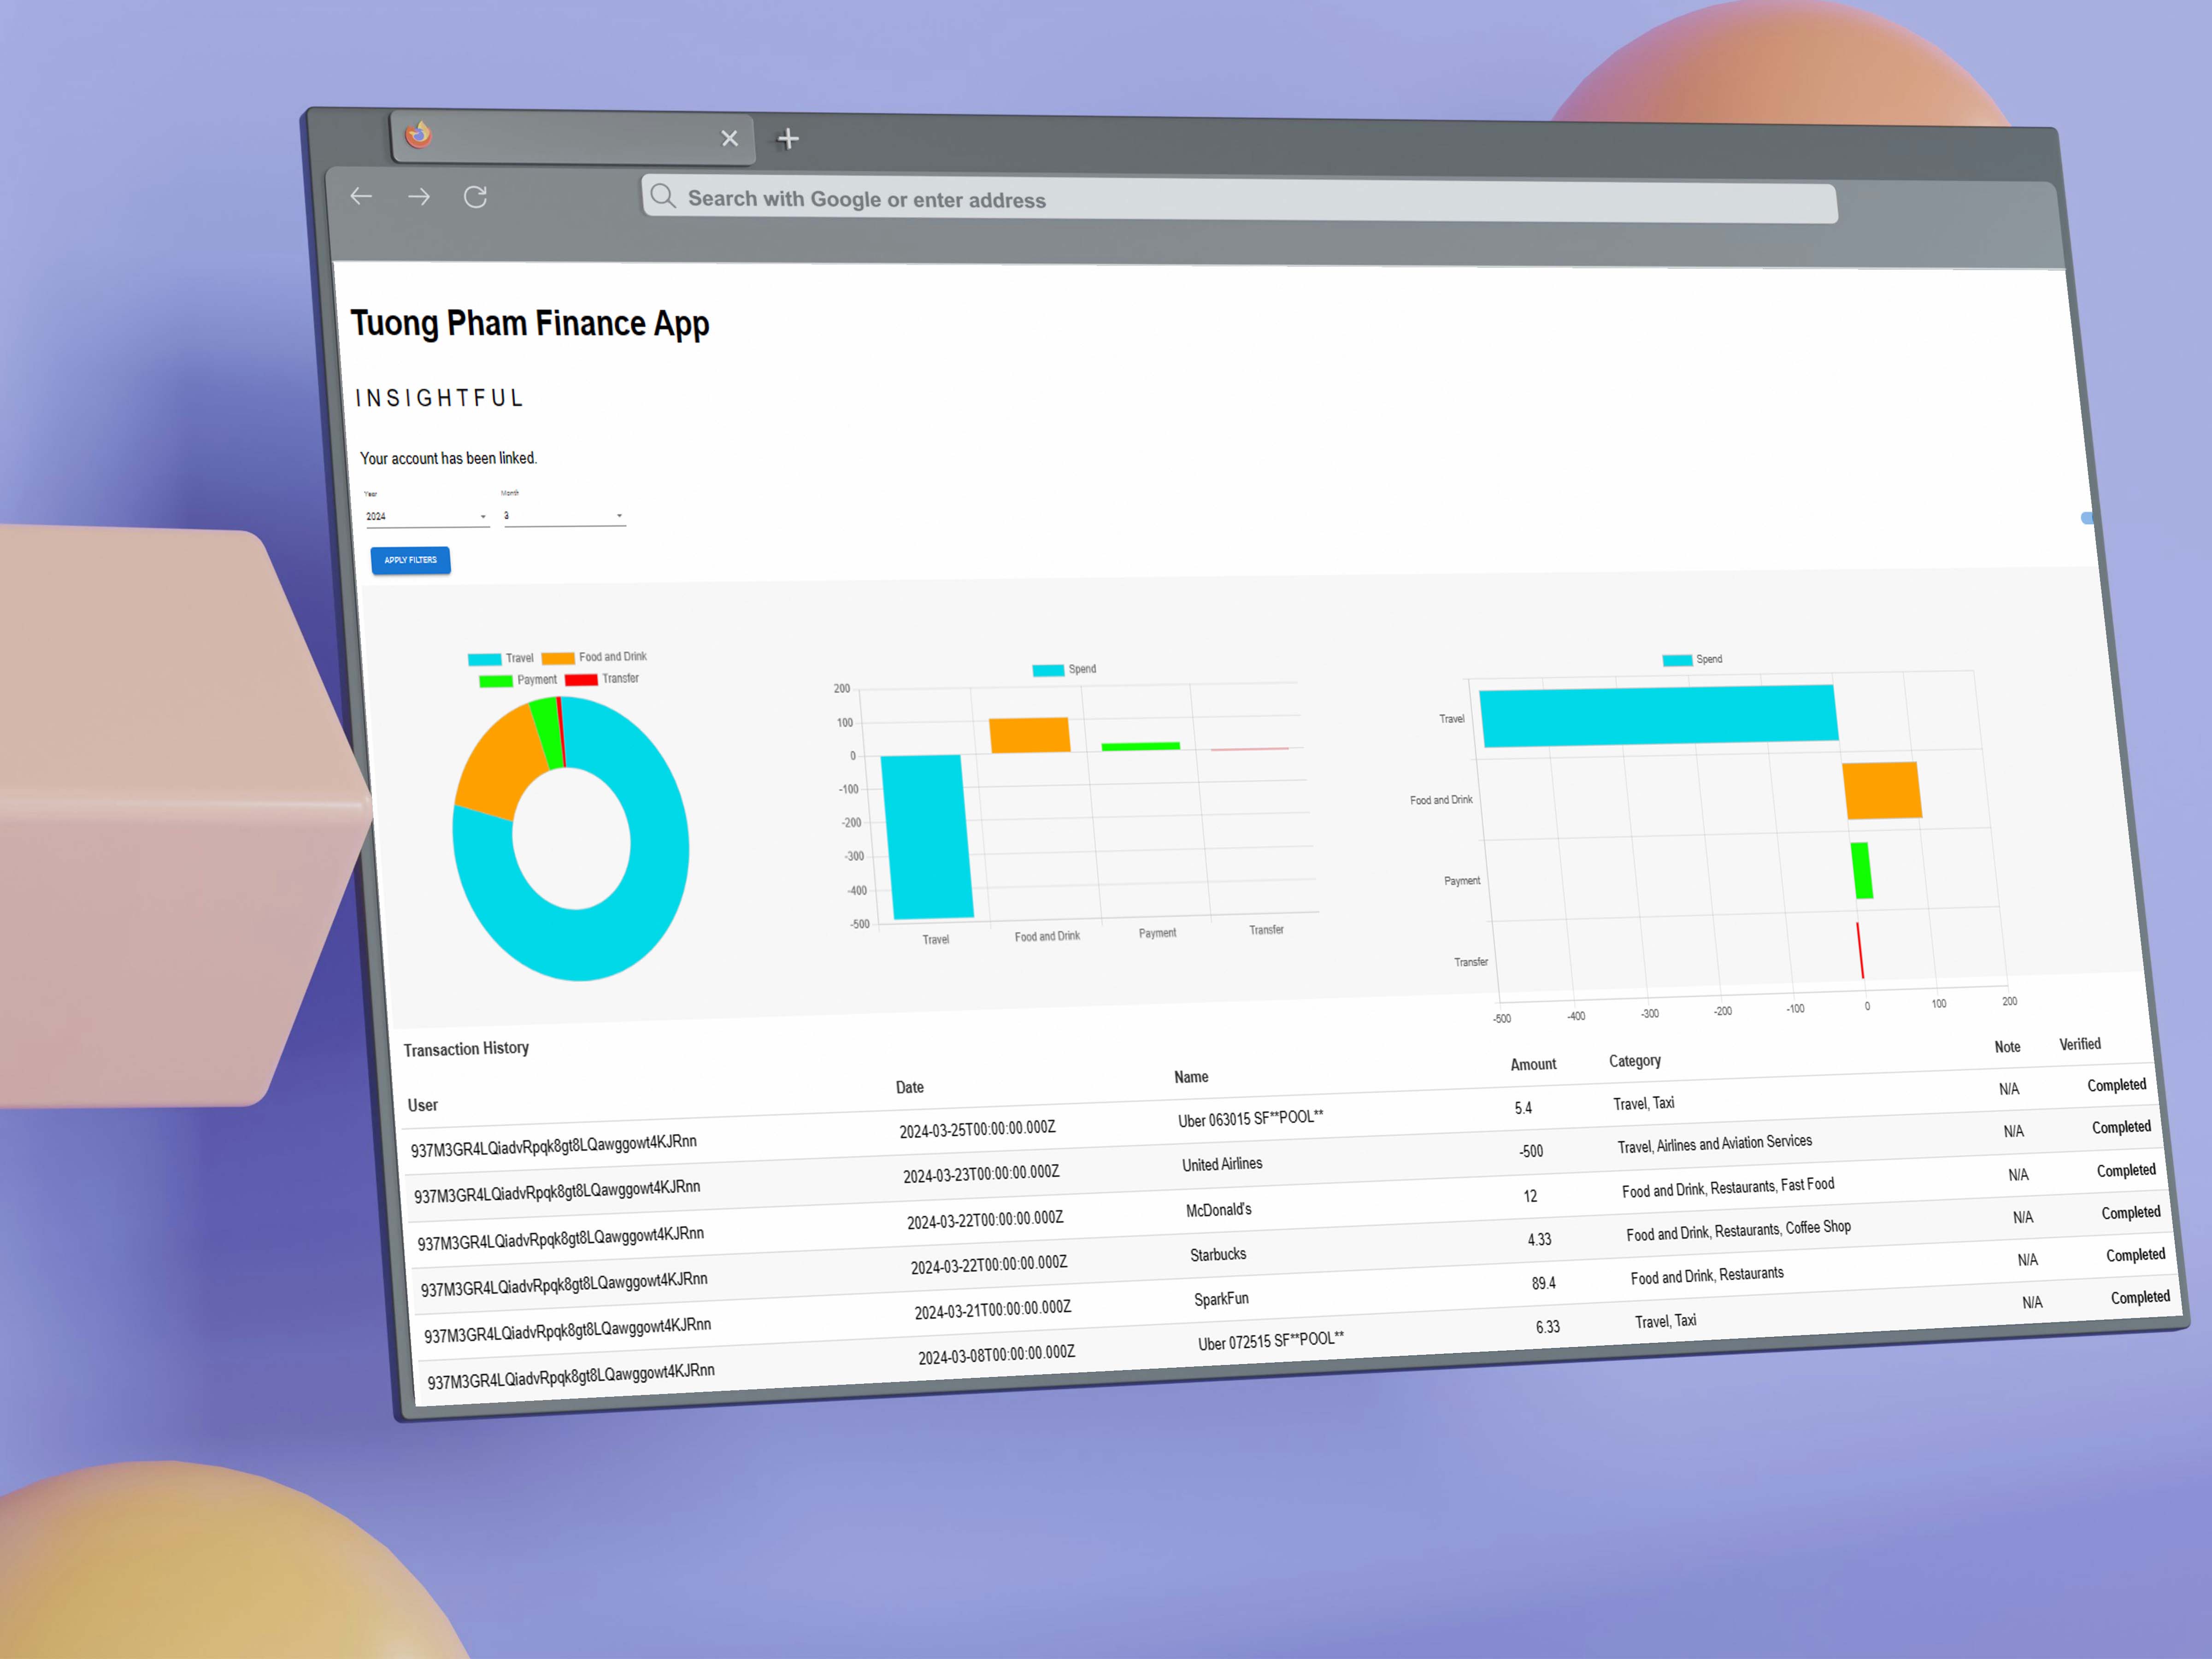 Search with Google or enter address
Tuong Pham Finance App
INSIGHTFUL
Your account has been linked.
Year Month
2024 3
APPLY FILTERS
Travel Food and Drink
Payment Transfer
Spend
200
100
0
-100
-200
-300
-400
-500
Travel Food and Drink Payment Transfer
Spend
Travel
Food and Drink
Payment
Transfer
-500 -400 -300 -200 -100 0 100 200
Transaction History
User Date Name Amount Category Note Verified
937M3GR4LQiadvRpqk8gt8LQawggowt4KJRnn 2024-03-25T00:00:00.000Z Uber 063015 SF**POOL** 5.4 Travel, Taxi N/A Completed
937M3GR4LQiadvRpqk8gt8LQawggowt4KJRnn 2024-03-23T00:00:00.000Z United Airlines -500 Travel, Airlines and Aviation Services N/A Completed
937M3GR4LQiadvRpqk8gt8LQawggowt4KJRnn 2024-03-22T00:00:00.000Z McDonald's 12 Food and Drink, Restaurants, Fast Food N/A Completed
937M3GR4LQiadvRpqk8gt8LQawggowt4KJRnn 2024-03-22T00:00:00.000Z Starbucks 4.33 Food and Drink, Restaurants, Coffee Shop N/A Completed
937M3GR4LQiadvRpqk8gt8LQawggowt4KJRnn 2024-03-21T00:00:00.000Z SparkFun 89.4 Food and Drink, Restaurants N/A Completed
937M3GR4LQiadvRpqk8gt8LQawggowt4KJRnn 2024-03-08T00:00:00.000Z Uber 072515 SF**POOL** 6.33 Travel, Taxi N/A Completed